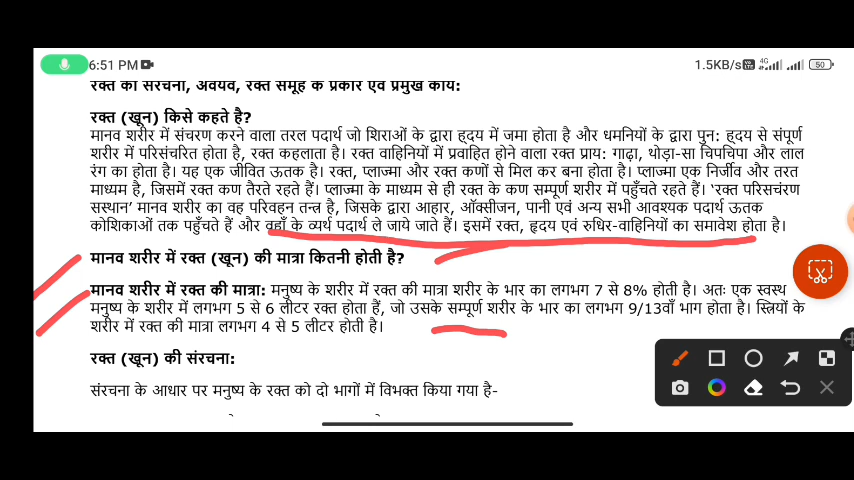 6:51 PM
1.5KB/s
4G
50
रक्त की संरचना, अवयव, रक्त समूह के प्रकार एवं प्रमुख कार्य:
रक्त (खून) किसे कहते है?
मानव शरीर में संचरण करने वाला तरल पदार्थ जो शिराओं के द्वारा ह्दय में जमा होता है और धमनियों के द्वारा पुन: ह्दय से संपूर्ण
शरीर में परिसंचरित होता है, रक्त कहलाता है। रक्त वाहिनियों में प्रवाहित होने वाला रक्त प्राय: गाढ़ा, थोड़ा-सा चिपचिपा और लाल
रंग का होता है। यह एक जीवित ऊतक है। रक्त, प्लाज्मा और रक्त कणों से मिल कर बना होता है। प्लाज्मा एक निर्जीव और तरत
माध्यम है, जिसमें रक्त कण तैरते रहते हैं। प्लाज्मा के माध्यम से ही रक्त के कण सम्पूर्ण शरीर में पहुँचते रहते हैं। 'रक्त परिसचंरण
संस्थान' मानव शरीर का वह परिवहन तन्त्र है, जिसके द्वारा आहार, ऑक्सीजन, पानी एवं अन्य सभी आवश्यक पदार्थ ऊतक
कोशिकाओं तक पहुँचते हैं और वहाँ के व्यर्थ पदार्थ ले जाये जाते हैं। इसमें रक्त, हृदय एवं रुधिर-वाहिनियों का समावेश होता है।
मानव शरीर में रक्त (खून) की मात्रा कितनी होती है?
मानव शरीर में रक्त की मात्रा: मनुष्य के शरीर में रक्त की मात्रा शरीर के भार का लगभग 7 से 8% होती है। अतः एक स्वस्थ
मनुष्य के शरीर में लगभग 5 से 6 लीटर रक्त होता हैं, जो उसके सम्पूर्ण शरीर के भार का लगभग 9/13वाँ भाग होता है। स्त्रियों के
शरीर में रक्त की मात्रा लगभग 4 से 5 लीटर होती है।
रक्त (खून) की संरचना:
संरचना के आधार पर मनुष्य के रक्त को दो भागों में विभक्त किया गया है-